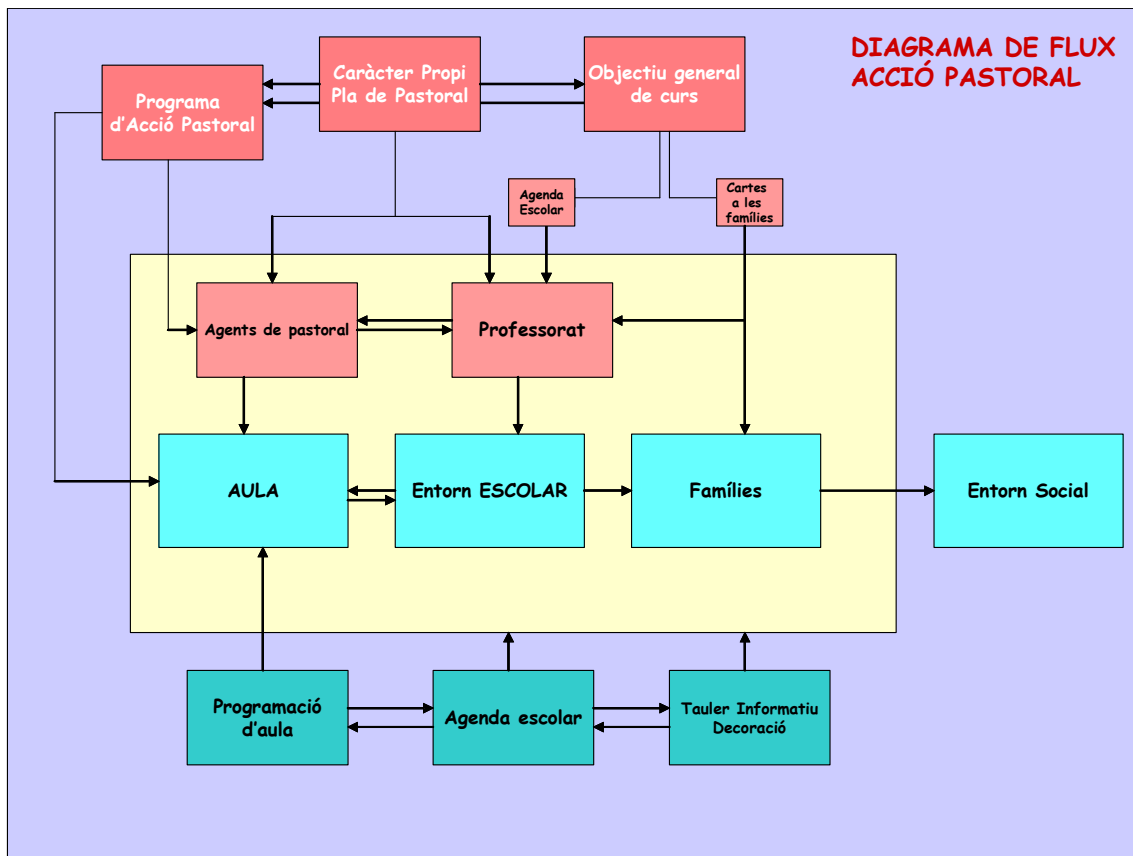 DIAGRAMA DE FLUX
ACCIÓ PASTORAL
Caràcter Propi
Pla de Pastoral
Objectiu general
de curs
Programa
d'Acció Pastoral
Agenda
Escolar
Cartes
a les
famílies
Agents de pastoral
Professorat
AULA
Entorn ESCOLAR
Famílies
Entorn Social
Programació
d'aula
Agenda escolar
Tauler Informatiu
Decoració